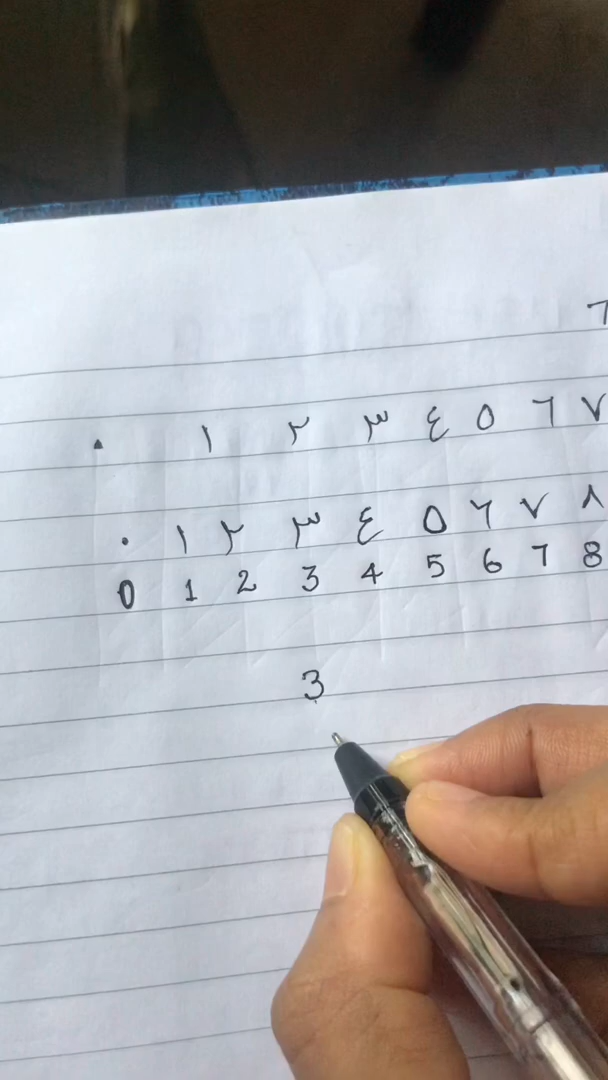 ٠ ١ ٢ ٣ ٤ ٥ ٦ ٧
٠ ١ ٢ ٣ ٤ ٥ ٦ ٧ ٨
0 1 2 3 4 5 6 7 8
3